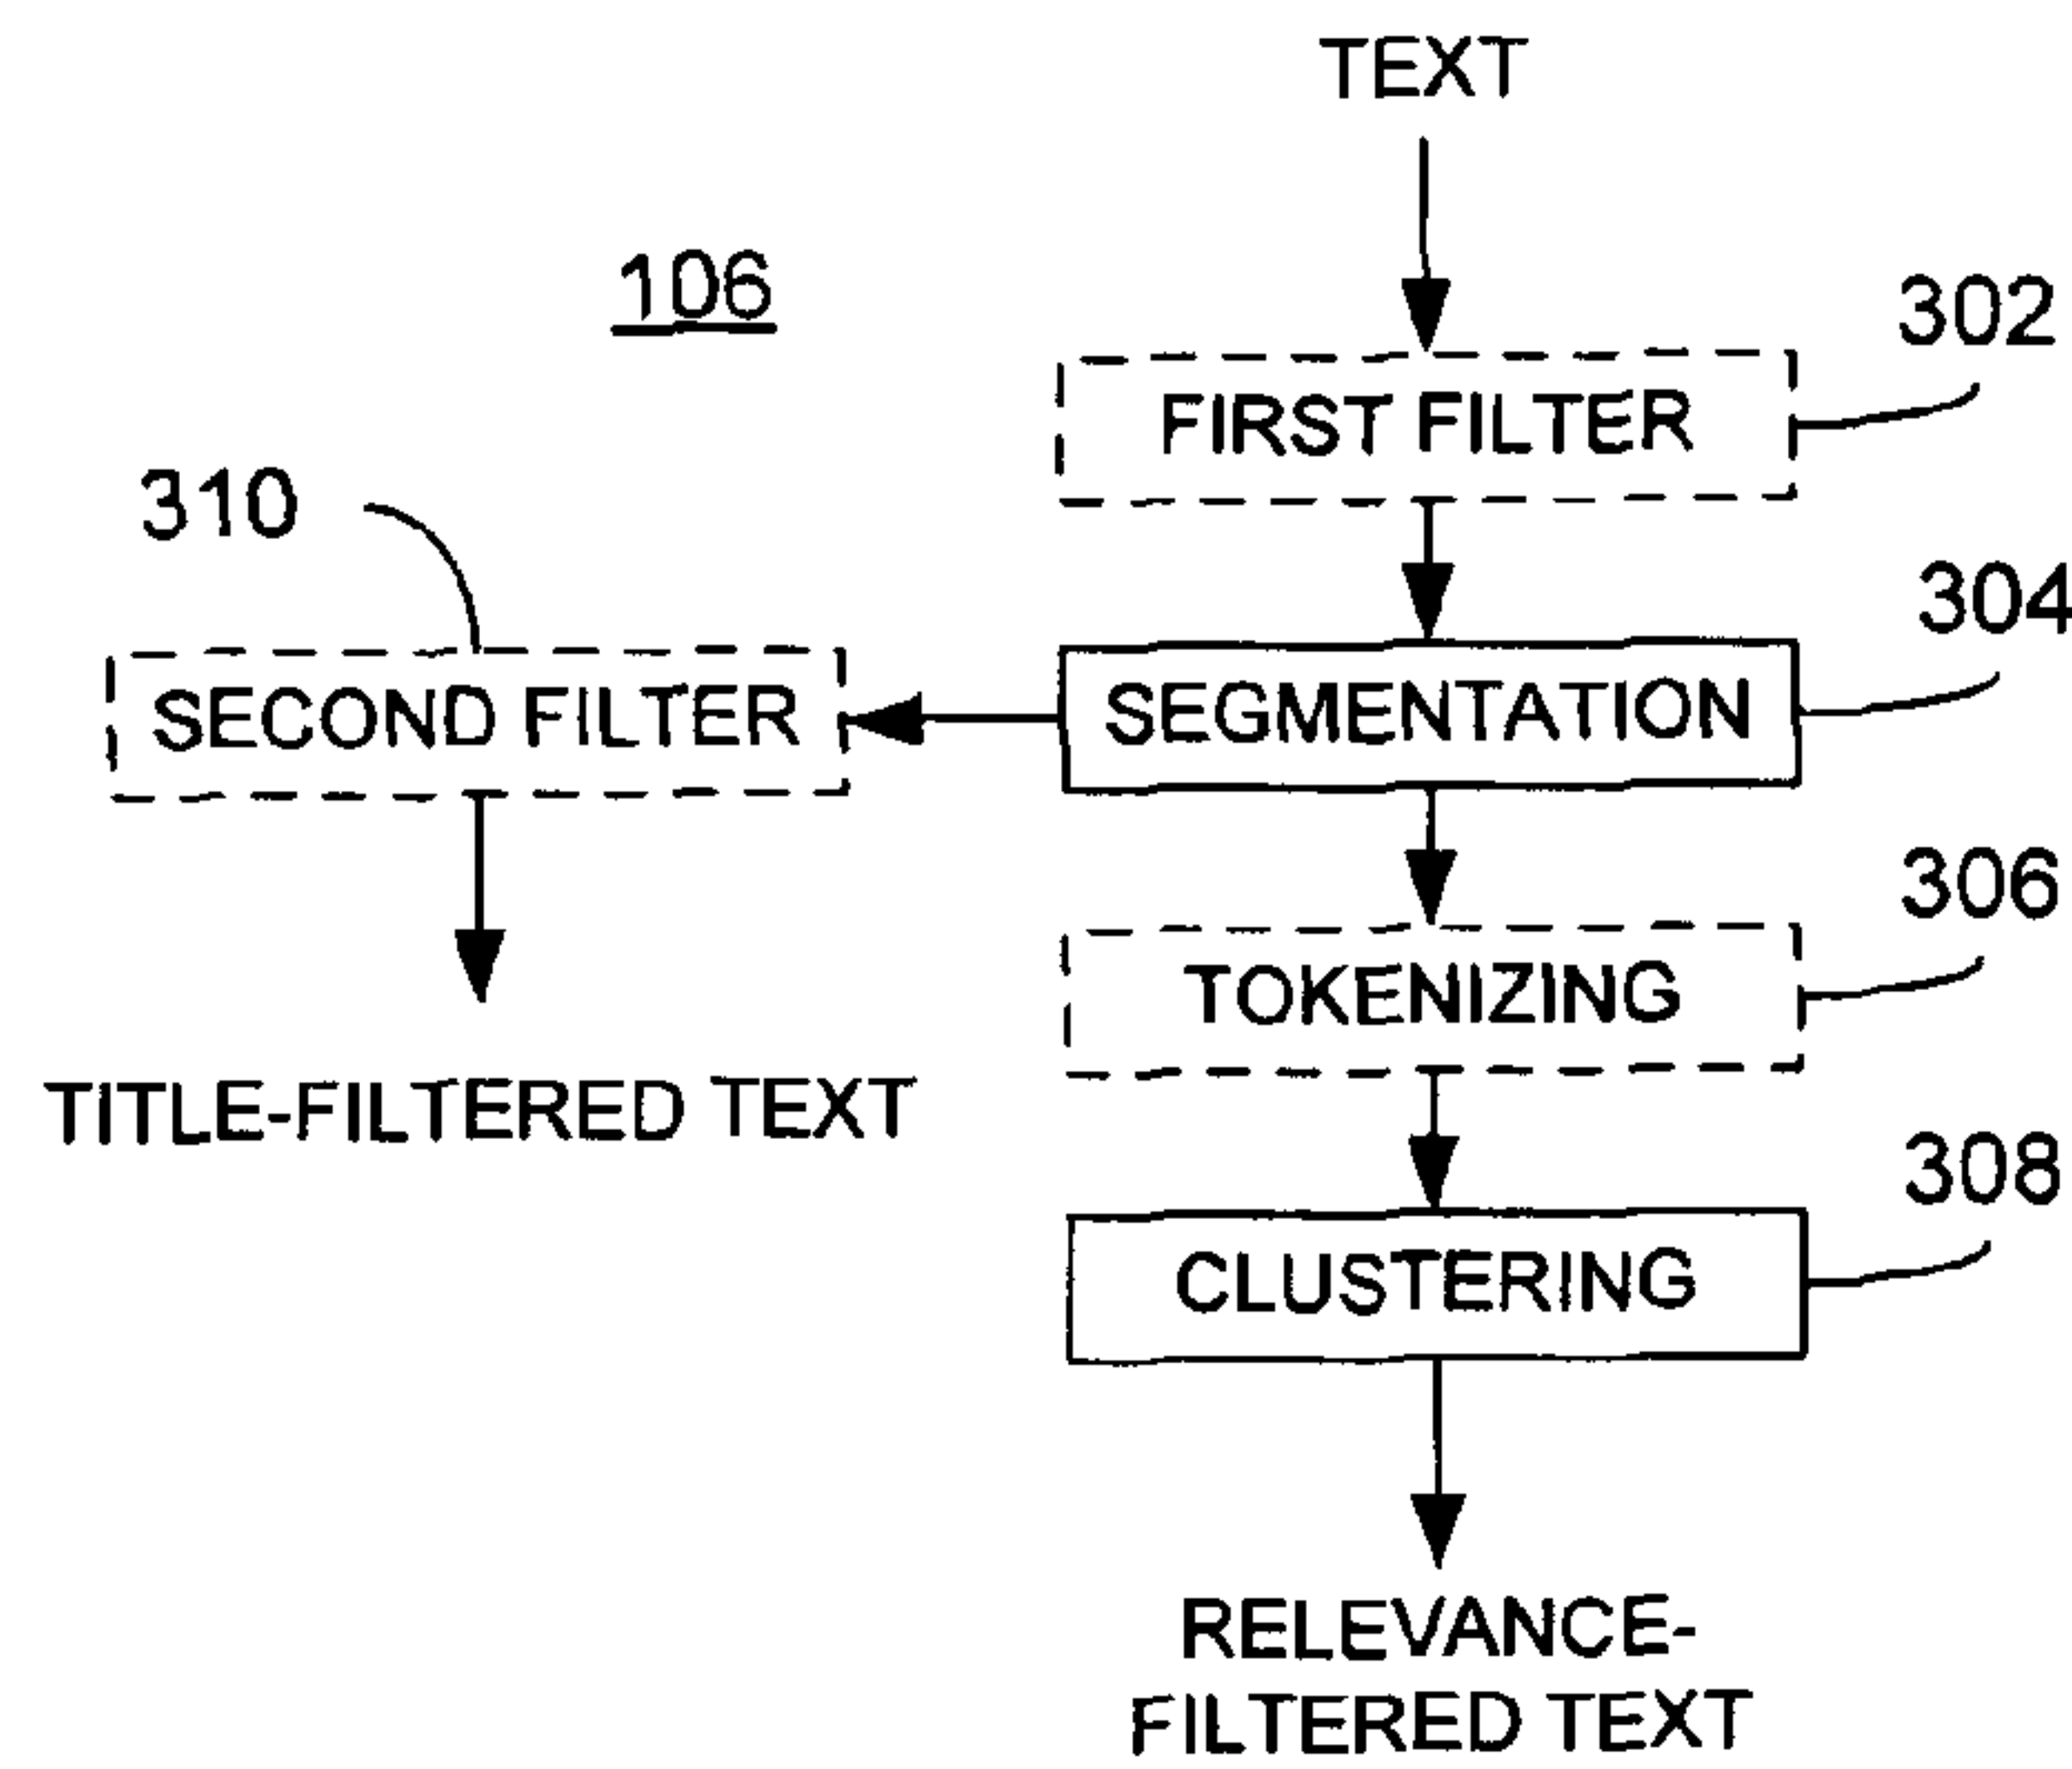 TEXT
106
302
FIRST FILTER
310
304
SECOND FILTER
SEGMENTATION
306
TOKENIZING
TITLE-FILTERED TEXT
308
CLUSTERING
RELEVANCE-
FILTERED TEXT